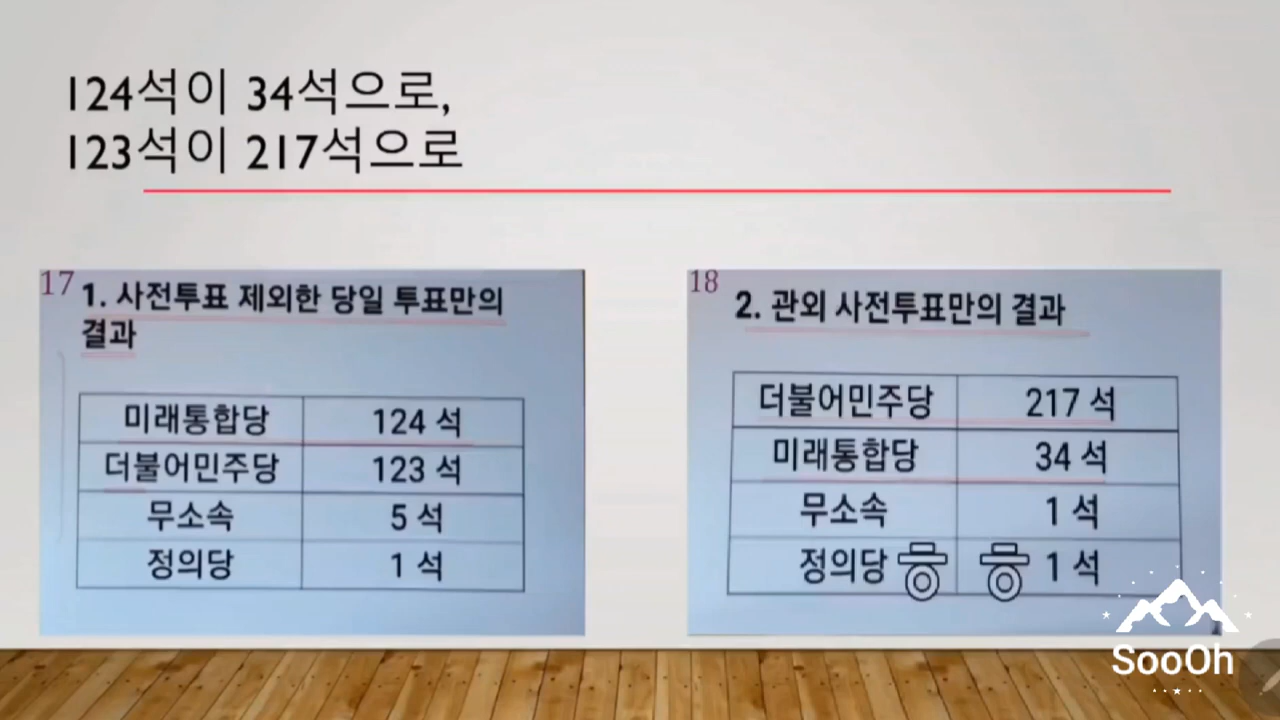 124석이 34석으로,
123석이 217석으로
17
1. 사전투표 제외한 당일 투표만의
결과
미래통합당 124 석
더불어민주당 123 석
무소속 5 석
정의당 1 석
18
2. 관외 사전투표만의 결과
더불어민주당 217 석
미래통합당 34 석
무소속 1 석
정의당 1 석
SooOh